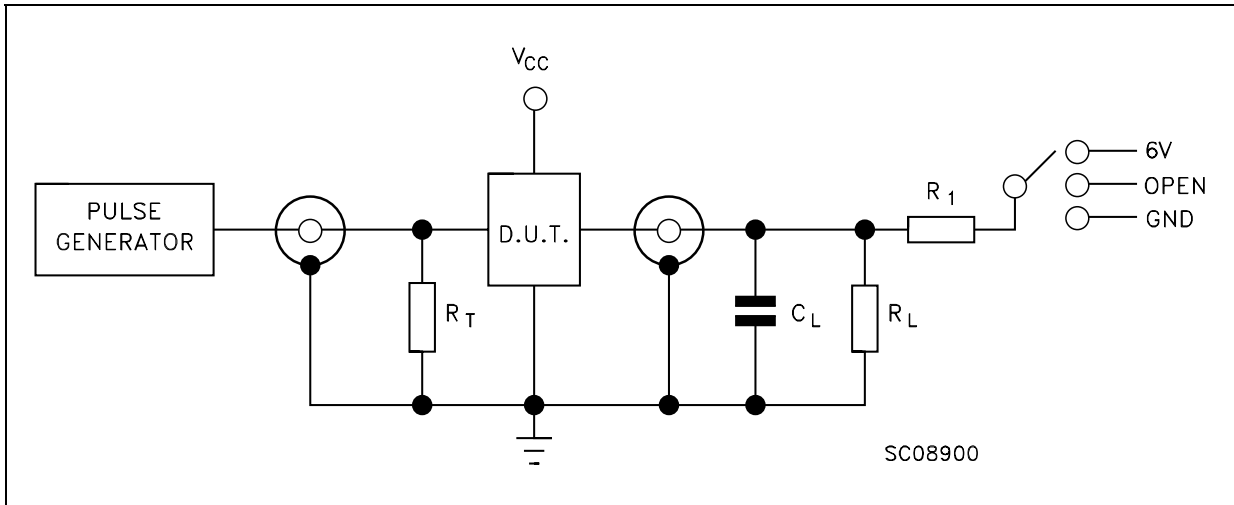 VCC
PULSE
GENERATOR
D.U.T.
RT
CL
RL
R1
6V
OPEN
GND
SC08900